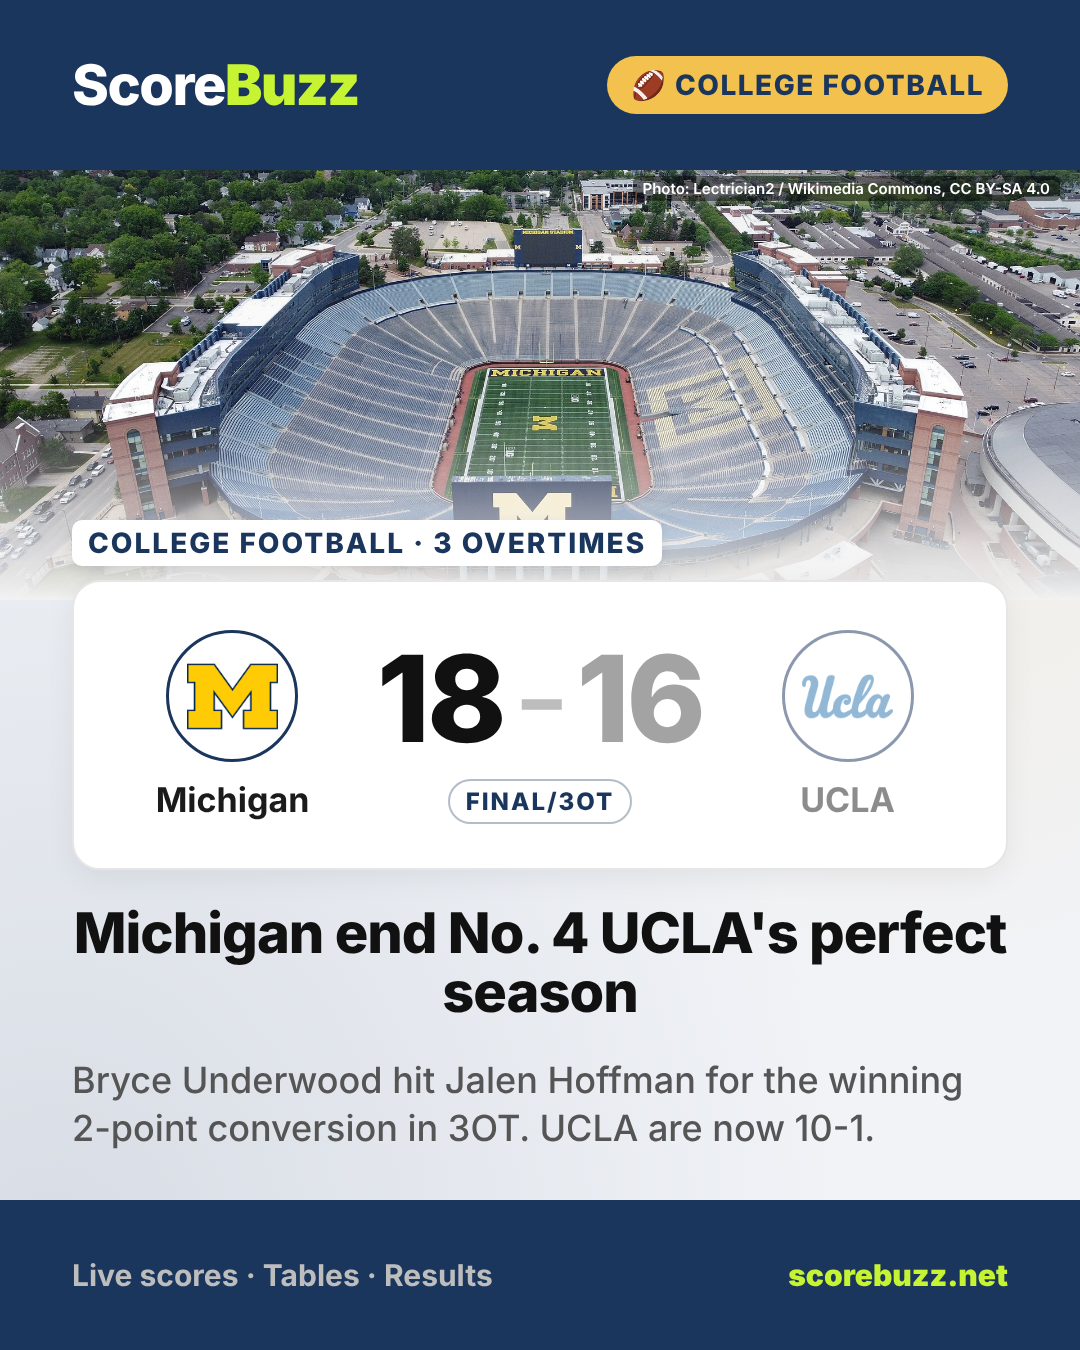 ScoreBuzz
COLLEGE FOOTBALL
Photo: Lectrician2 / Wikimedia Commons, CC BY-SA 4.0
MICHIGAN STADIUM
MICHIGAN
M
M
COLLEGE FOOTBALL · 3 OVERTIMES
M
18 - 16
Ucla
Michigan
FINAL/3OT
UCLA
Michigan end No. 4 UCLA's perfect
season
Bryce Underwood hit Jalen Hoffman for the winning
2-point conversion in 3OT. UCLA are now 10-1.
Live scores · Tables · Results
scorebuzz.net